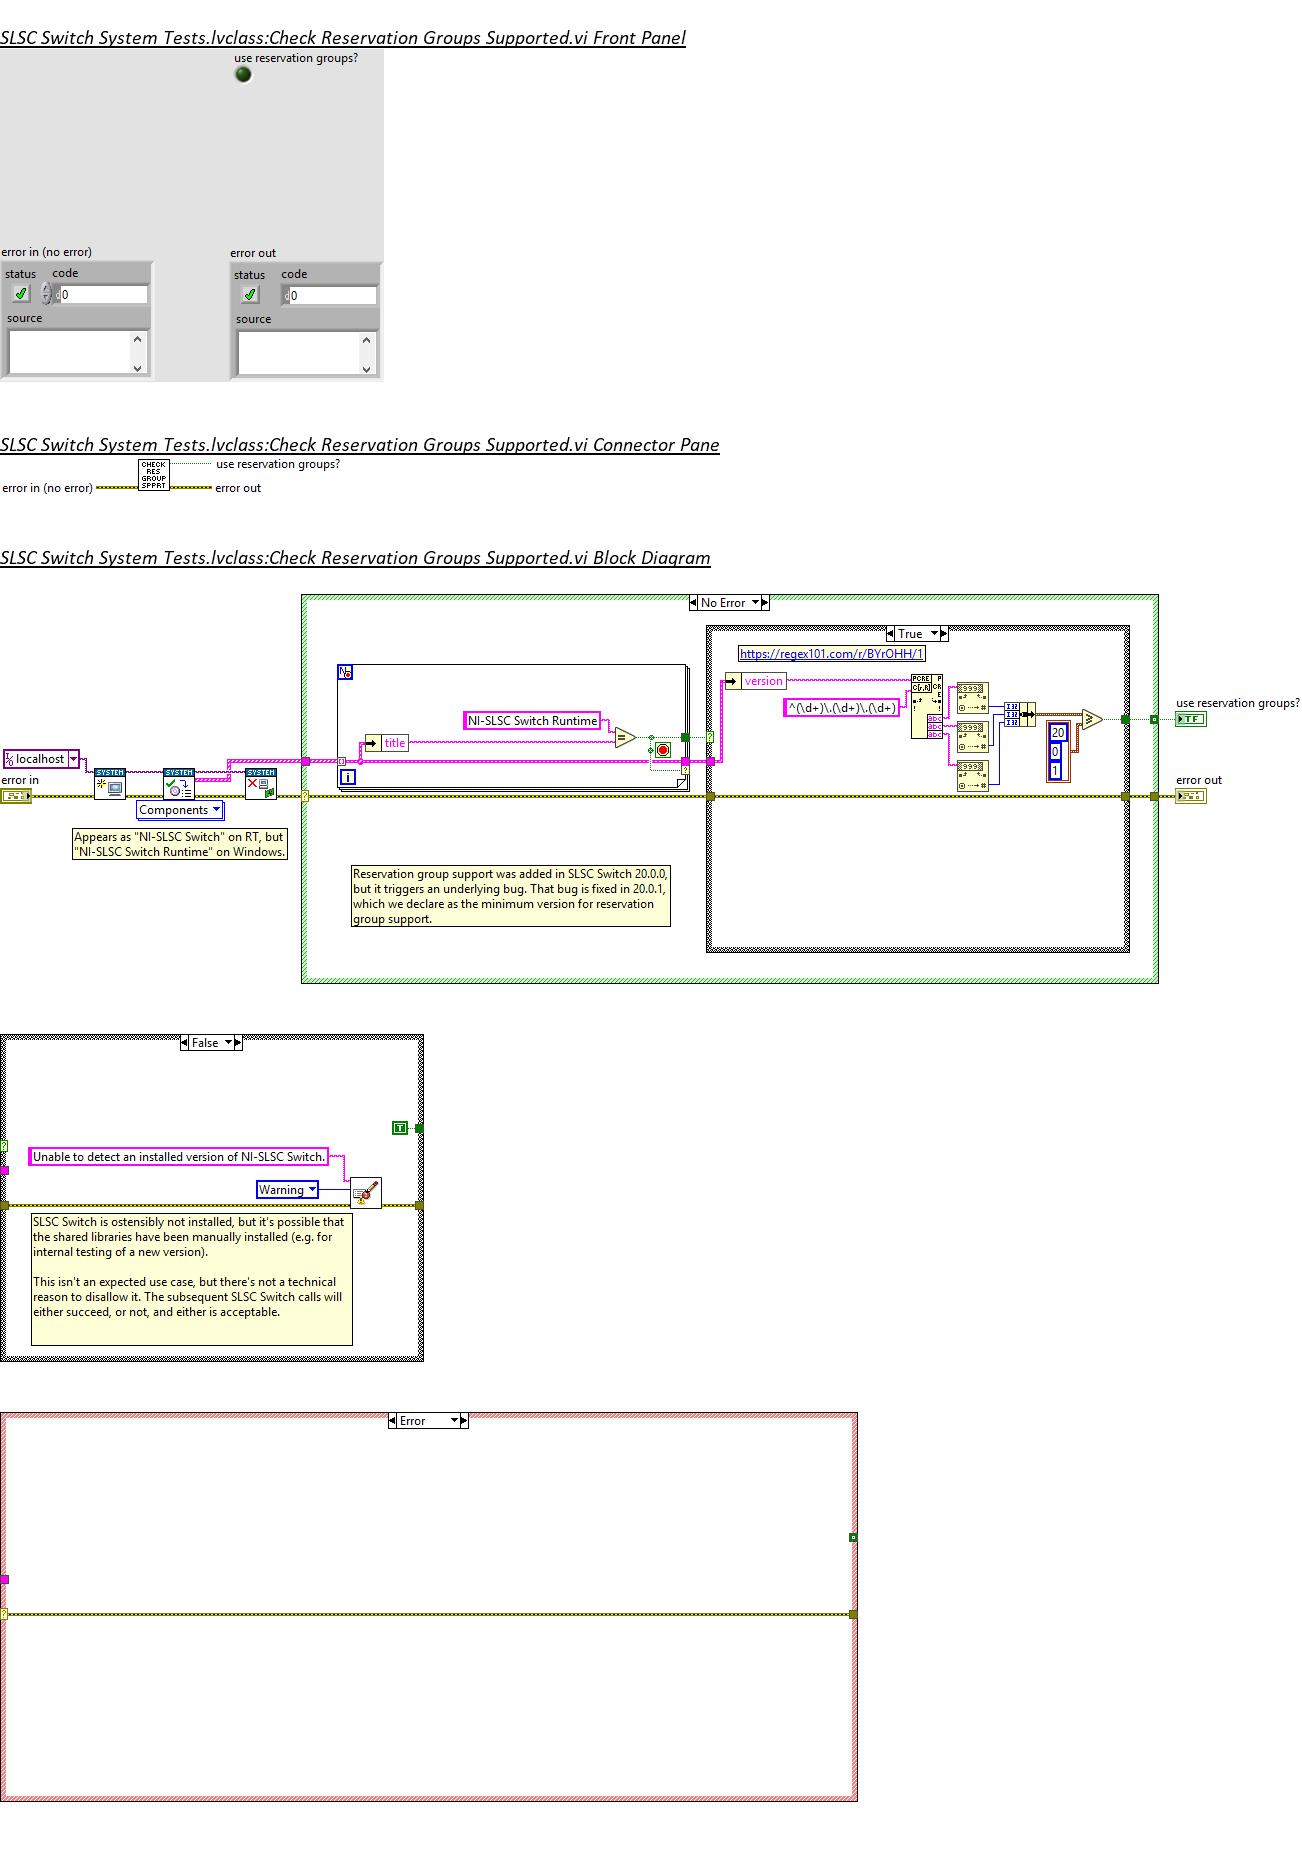 SLSC Switch System Tests.lvclass:Check Reservation Groups Supported.vi Front Panel
use reservation groups?
error in (no error)
status code
0
source
error out
status code
0
source
SLSC Switch System Tests.lvclass:Check Reservation Groups Supported.vi Connector Pane
CHECK
RES
GROUP
SPPRT
use reservation groups?
error in (no error)
error out
SLSC Switch System Tests.lvclass:Check Reservation Groups Supported.vi Block Diagram
No Error
True
https://regex101.com/r/BYrOHH/1
version
^(\d+)\.(\d+)\.(\d+)
NI-SLSC Switch Runtime
title
use reservation groups?
TF
20
0
1
localhost
error in
SYSTEM
SYSTEM
SYSTEM
Components
i
error out
Appears as "NI-SLSC Switch" on RT, but
"NI-SLSC Switch Runtime" on Windows.
Reservation group support was added in SLSC Switch 20.0.0,
but it triggers an underlying bug. That bug is fixed in 20.0.1,
which we declare as the minimum version for reservation
group support.
False
T
Unable to detect an installed version of NI-SLSC Switch.
Warning
SLSC Switch is ostensibly not installed, but it's possible that
the shared libraries have been manually installed (e.g. for
internal testing of a new version).
This isn't an expected use case, but there's not a technical
reason to disallow it. The subsequent SLSC Switch calls will
either succeed, or not, and either is acceptable.
Error